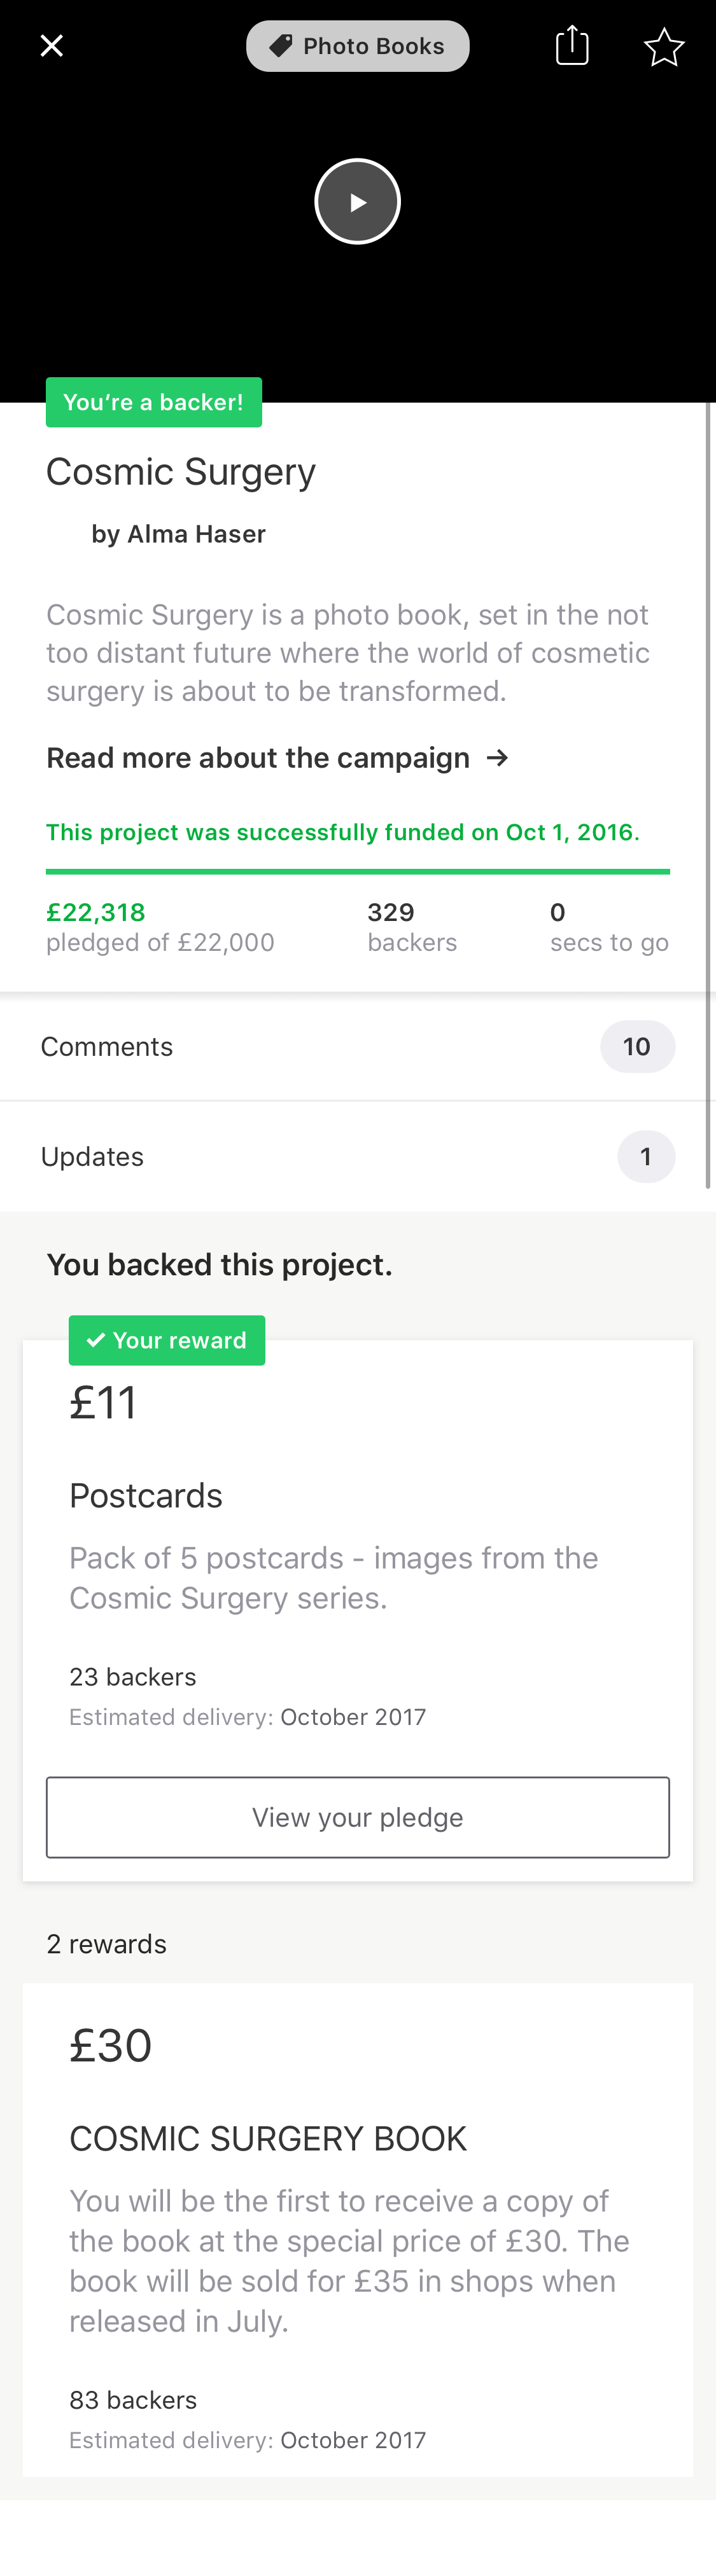 Photo Books
You're a backer!
Cosmic Surgery
by Alma Haser
Cosmic Surgery is a photo book, set in the not
too distant future where the world of cosmetic
surgery is about to be transformed.
Read more about the campaign →
This project was successfully funded on Oct 1, 2016.
£22,318
pledged of £22,000
329
backers
0
secs to go
Comments
10
Updates
1
You backed this project.
✓ Your reward
£11
Postcards
Pack of 5 postcards - images from the
Cosmic Surgery series.
23 backers
Estimated delivery: October 2017
View your pledge
2 rewards
£30
COSMIC SURGERY BOOK
You will be the first to receive a copy of
the book at the special price of £30. The
book will be sold for £35 in shops when
released in July.
83 backers
Estimated delivery: October 2017